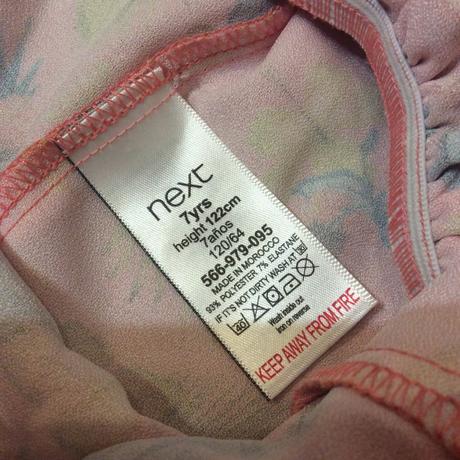 next
7yrs
height 122cm
7años
120/64
566-979-095
MADE IN MOROCCO
93% POLYESTER 7% ELASTANE
IF IT'S NOT DIRTY WASH AT 30
40
Wash inside out
Iron on reverse
KEEP AWAY FROM FIRE